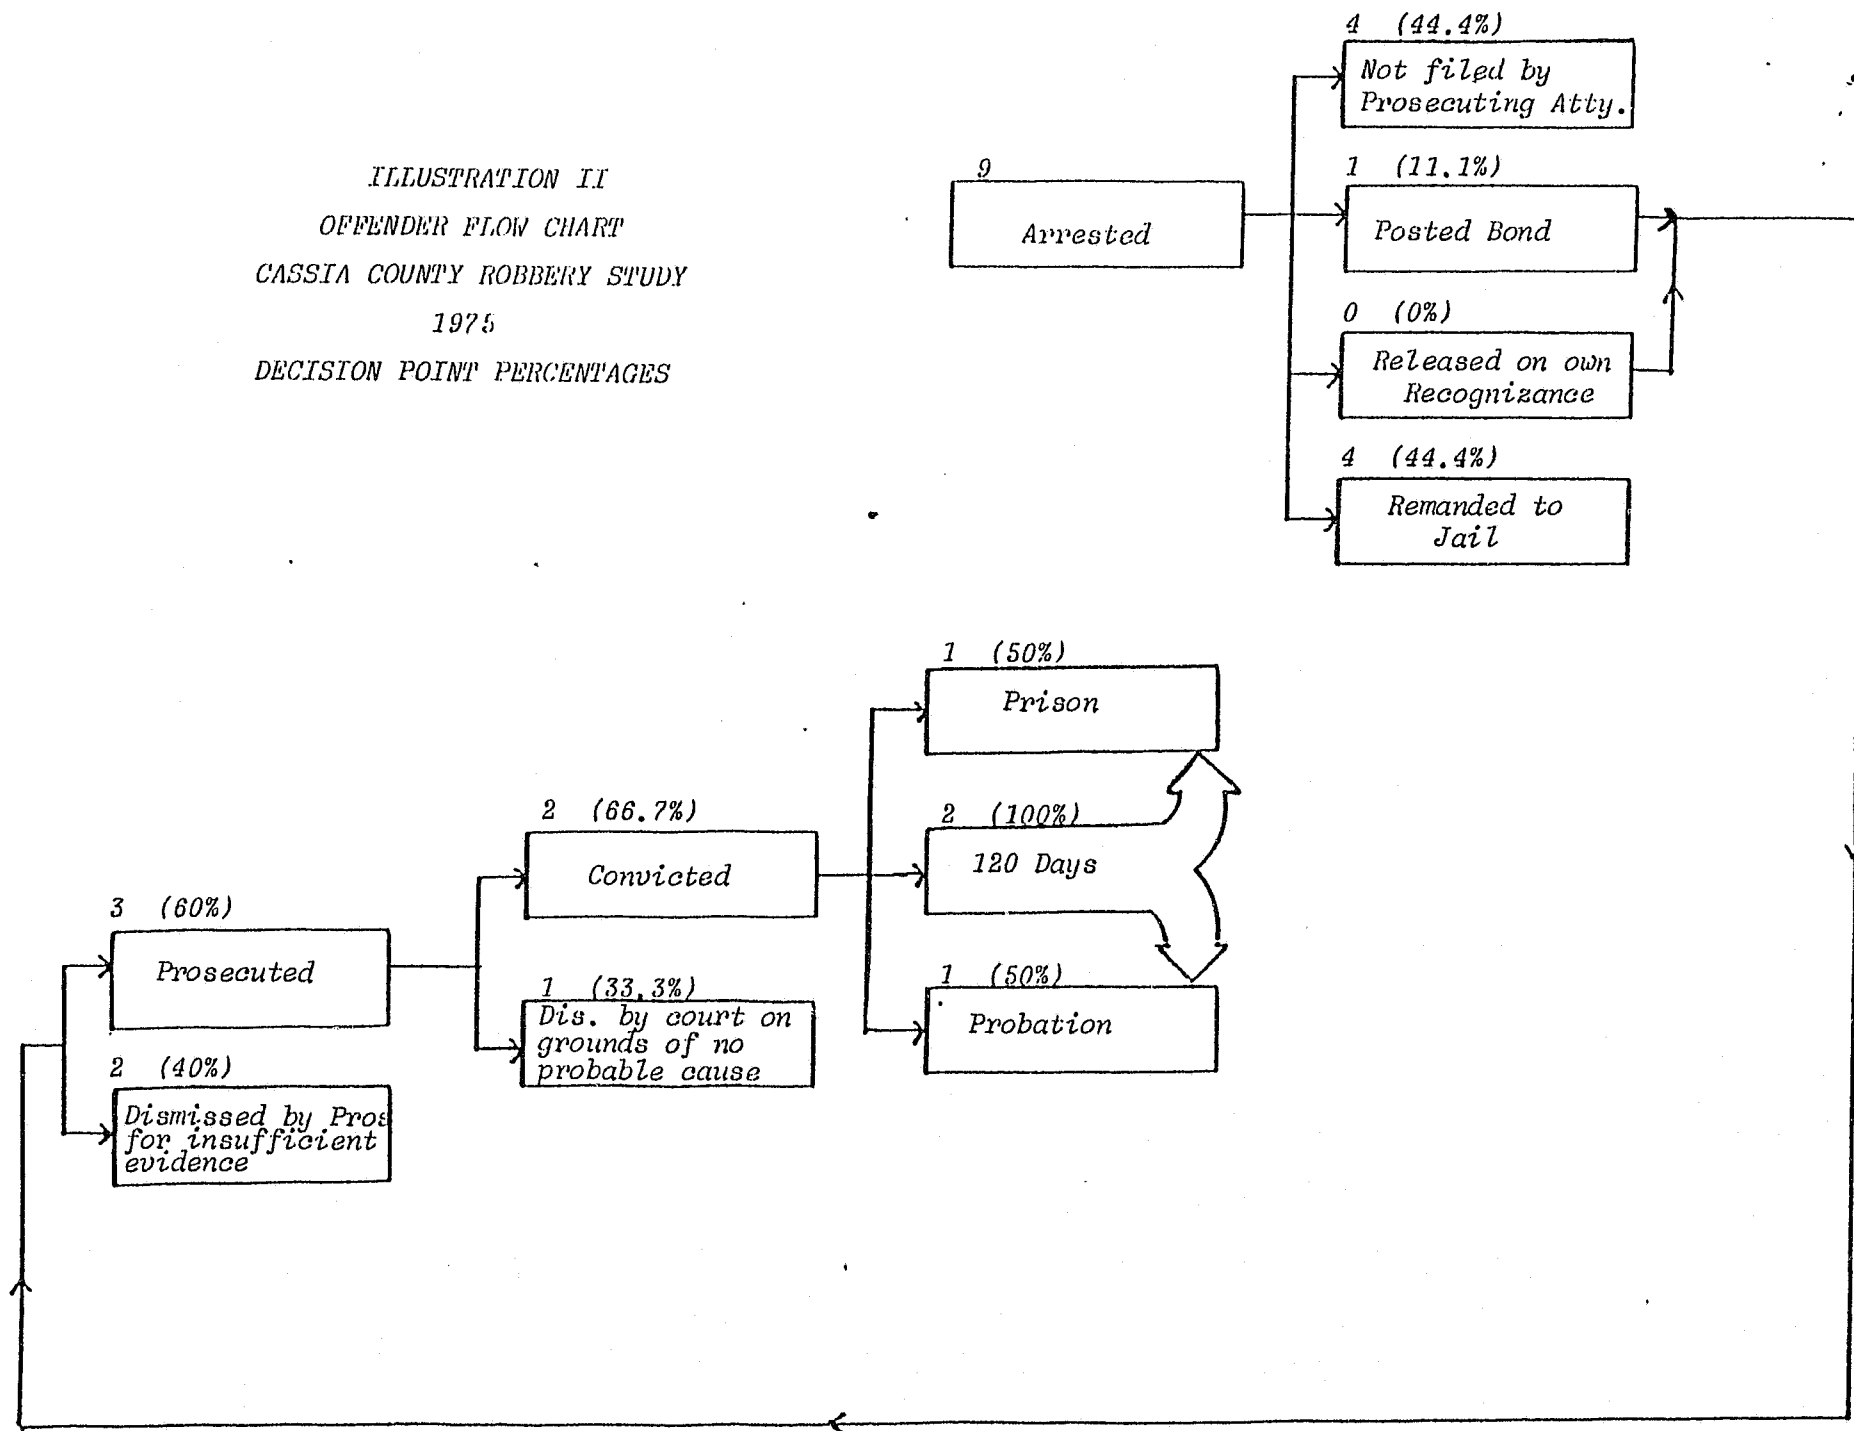 ILLUSTRATION II
OFFENDER FLOW CHART
CASSIA COUNTY ROBBERY STUDY
1975
DECISION POINT PERCENTAGES
9
Arrested
4 (44.4%)
Not filed by
Prosecuting Atty.
1 (11.1%)
Posted Bond
0 (0%)
Released on own
Recognizance
4 (44.4%)
Remanded to
Jail
3 (60%)
Prosecuted
2 (40%)
Dismissed by Pros
for insufficient
evidence
2 (66.7%)
Convicted
1 (33.3%)
Dis. by court on
grounds of no
probable cause
1 (50%)
Prison
2 (100%)
120 Days
1 (50%)
Probation